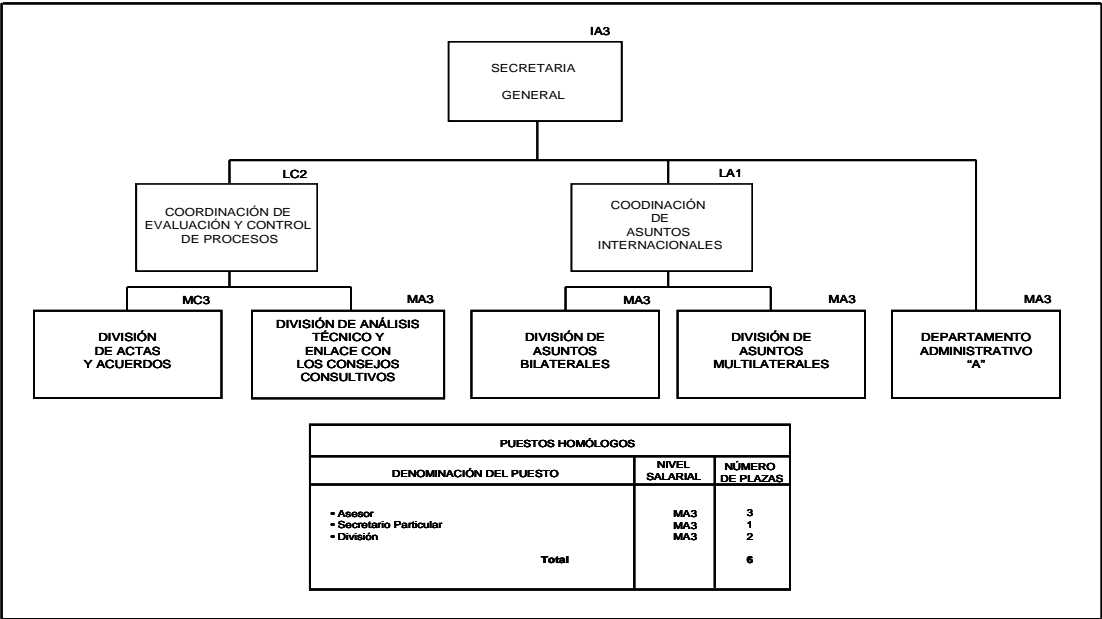 IA3
SECRETARIA
GENERAL
LC2
COORDINACIÓN DE
EVALUACIÓN Y CONTROL
DE PROCESOS
LA1
COODINACIÓN
DE
ASUNTOS
INTERNACIONALES
MC3
DIVISIÓN
DE ACTAS
Y ACUERDOS
MA3
DIVISIÓN DE ANÁLISIS
TÉCNICO Y
ENLACE CON
LOS CONSEJOS
CONSULTIVOS
MA3
DIVISIÓN DE
ASUNTOS
BILATERALES
MA3
DIVISIÓN DE
ASUNTOS
MULTILATERALES
MA3
DEPARTAMENTO
ADMINISTRATIVO
“A”
PUESTOS HOMÓLOGOS
DENOMINACIÓN DEL PUESTO
NIVEL
SALARIAL
NÚMERO
DE PLAZAS
• Asesor MA3 3
• Secretario Particular MA3 1
• División MA3 2
Total 6